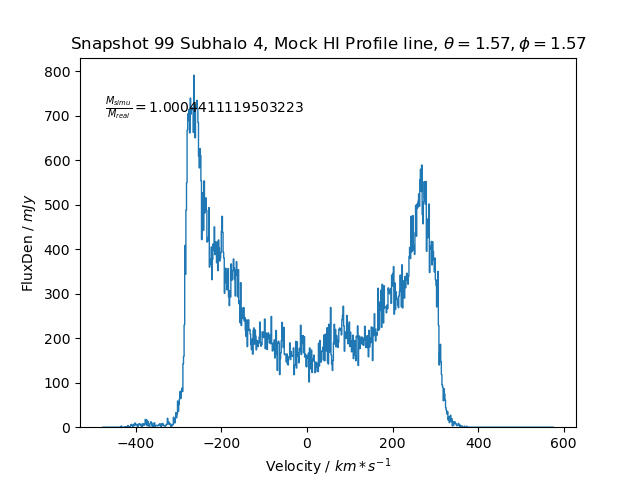 Snapshot 99 Subhalo 4, Mock HI Profile line, θ = 1.57, ϕ = 1.57
800
700
600
500
400
300
200
100
0
FluxDen / mJy
M_simu/M_real = 1.0004411119503223
−400 −200 0 200 400 600
Velocity / km * s⁻¹